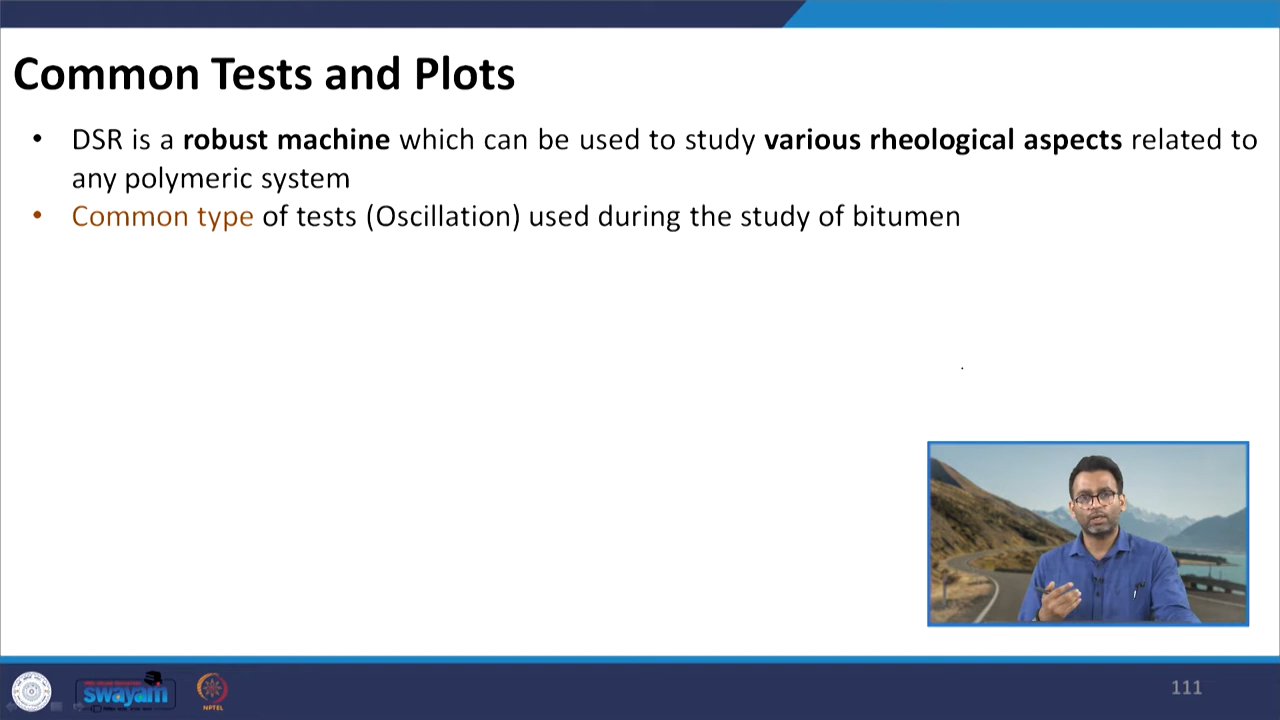 Common Tests and Plots
• DSR is a robust machine which can be used to study various rheological aspects related to
any polymeric system
• Common type of tests (Oscillation) used during the study of bitumen
swayam
NPTEL
111